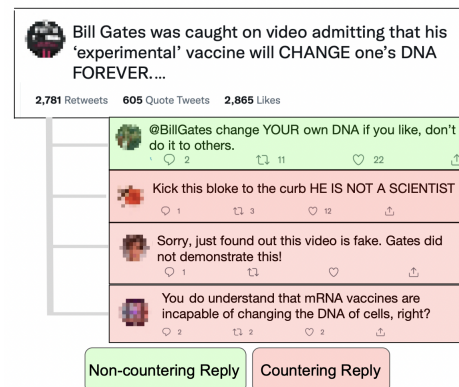 Bill Gates was caught on video admitting that his
‘experimental’ vaccine will CHANGE one’s DNA
FOREVER....
2,781 Retweets 605 Quote Tweets 2,865 Likes
@BillGates change YOUR own DNA if you like, don’t
do it to others.
2 11 22
Kick this bloke to the curb HE IS NOT A SCIENTIST
1 3 12
Sorry, just found out this video is fake. Gates did
not demonstrate this!
1
You do understand that mRNA vaccines are
incapable of changing the DNA of cells, right?
2 2 2
Non-countering Reply Countering Reply